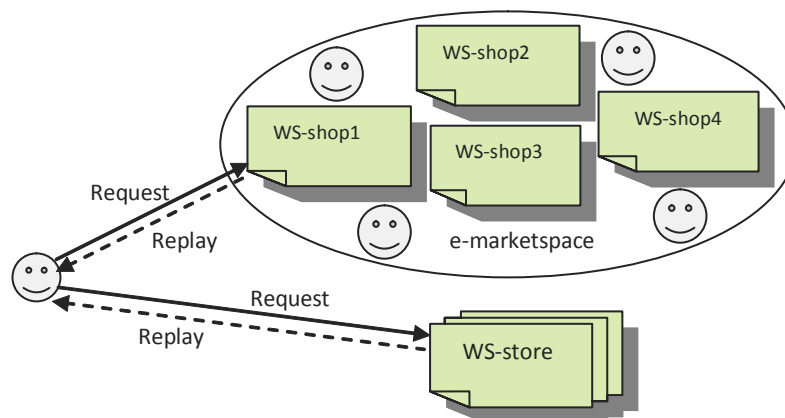 WS-shop2
WS-shop1
WS-shop4
WS-shop3
Request
Replay
e-marketspace
Request
Replay
WS-store